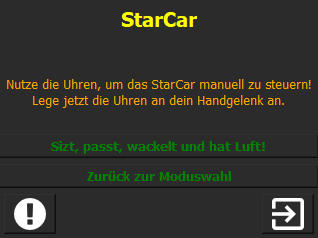 StarCar
Nutze die Uhren, um das StarCar manuell zu steuern!
Lege jetzt die Uhren an dein Handgelenk an.
Sizt, passt, wackelt und hat Luft!
Zurück zur Moduswahl